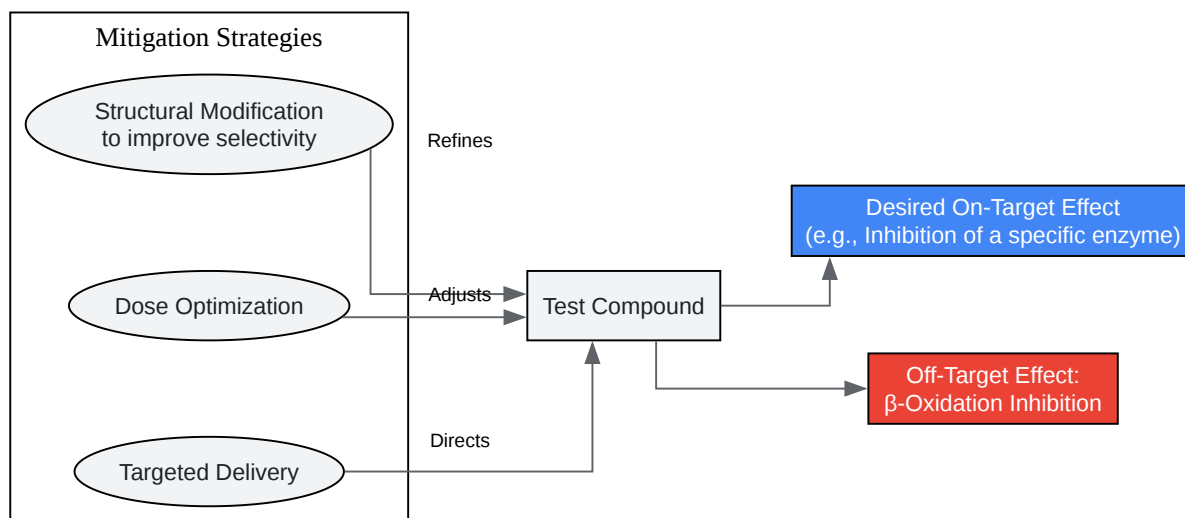 Mitigation Strategies
Structural Modification
to improve selectivity
Refines
Desired On-Target Effect
(e.g., Inhibition of a specific enzyme)
Dose Optimization
Adjusts
Test Compound
Off-Target Effect:
β-Oxidation Inhibition
Targeted Delivery
Directs